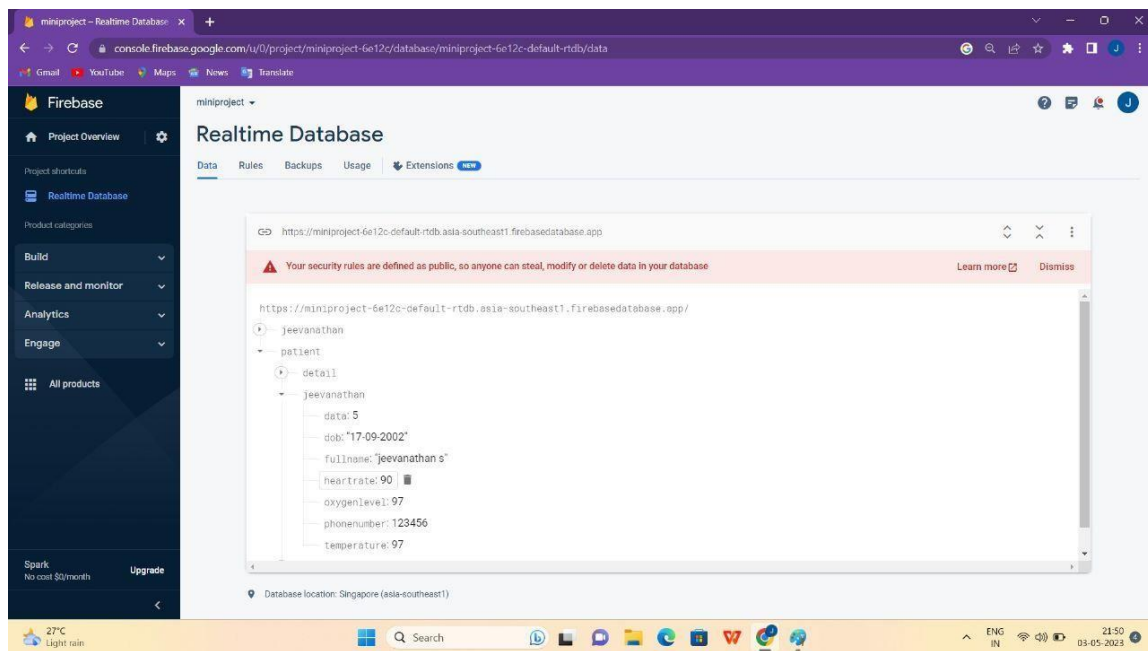 miniproject – Realtime Database
console.firebase.google.com/u/0/project/miniproject-6e12c/database/miniproject-6e12c-default-rtdb/data
Gmail YouTube Maps News Translate
Firebase
miniproject
J
Project Overview
Realtime Database
Project shortcuts
Data Rules Backups Usage Extensions NEW
Realtime Database
Product categories
https://miniproject-6e12c-default-rtdb.asia-southeast1.firebasedatabase.app
Build
Your security rules are defined as public, so anyone can steal, modify or delete data in your database Learn more Dismiss
Release and monitor
https://miniproject-6e12c-default-rtdb.asia-southeast1.firebasedatabase.app/
Analytics
jeevanathan
Engage
patient
detail
All products
jeevanathan
data: 5
dob: "17-09-2002"
fullname: "jeevanathan s"
heartrate: 90
oxygenlevel: 97
phonenumber: 123456
temperature: 97
Spark
No cost $0/month
Upgrade
Database location: Singapore (asia-southeast1)
27°C
Light rain
Search
ENG
IN
21:50
03-05-2023